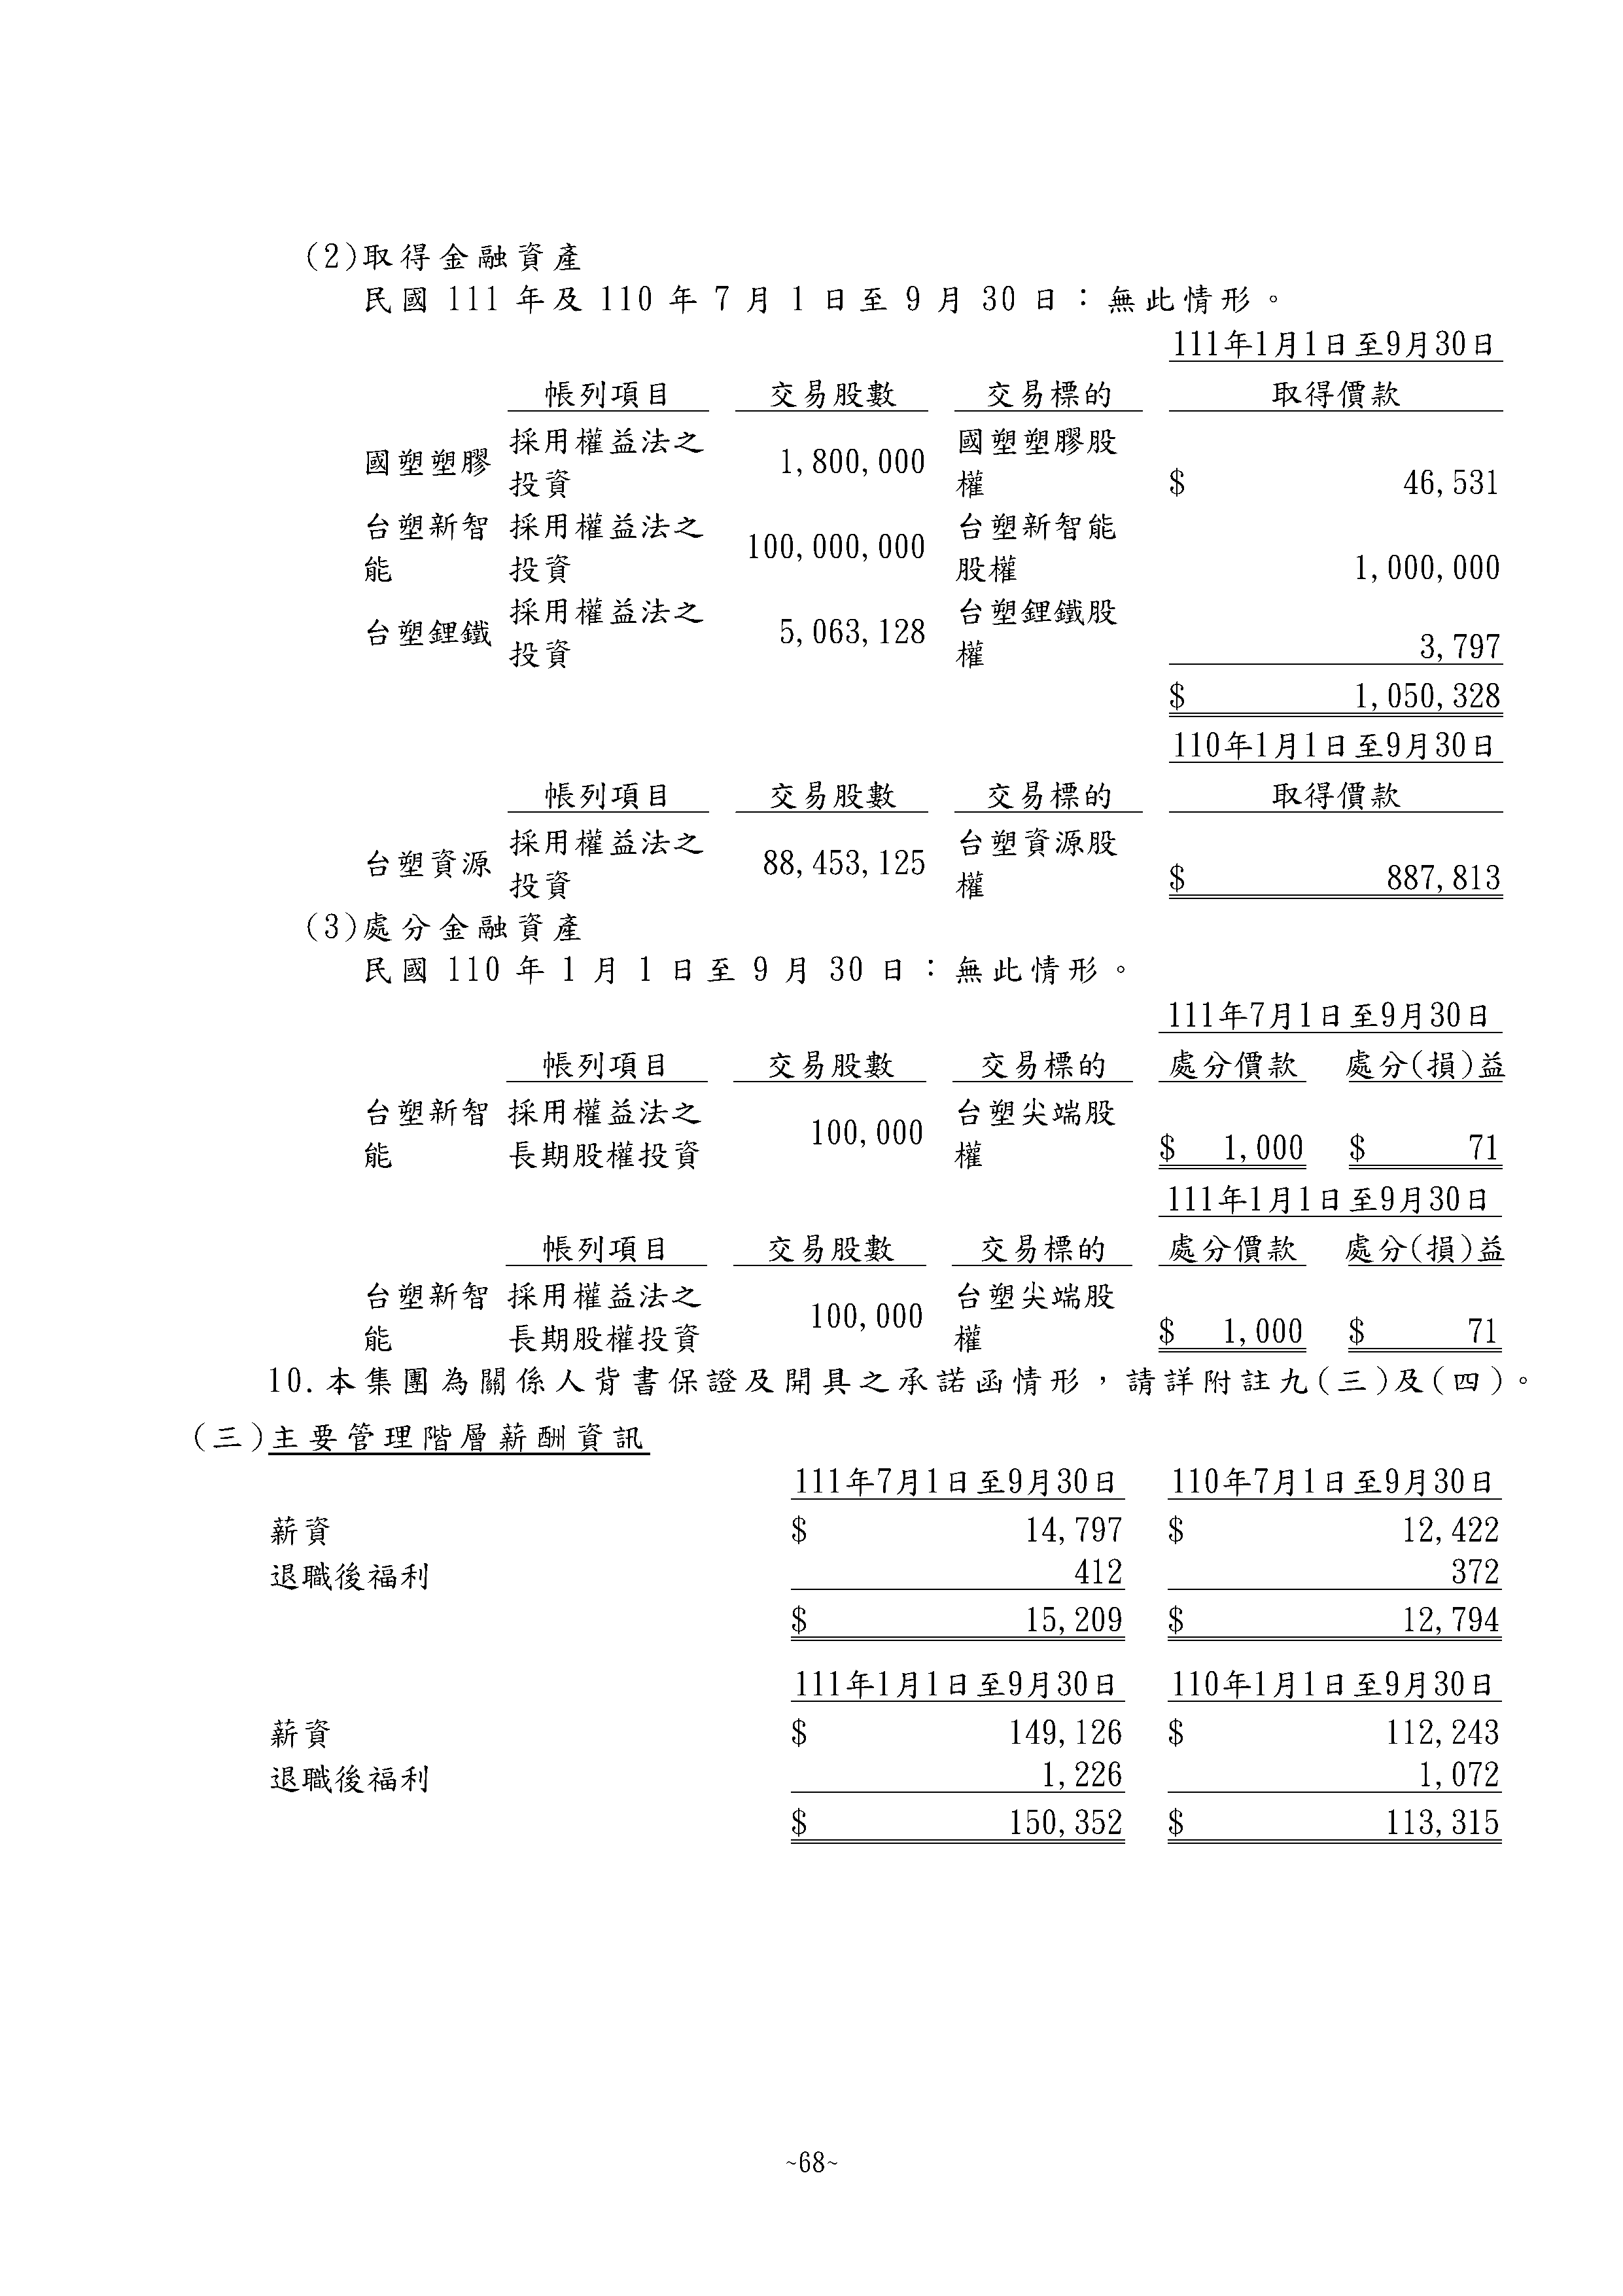 (2)取得金融資產
民國 111 年及 110 年 7 月 1 日至 9 月 30 日：無此情形。
111年1月1日至9月30日
帳列項目 交易股數 交易標的 取得價款
國塑塑膠 採用權益法之投資 1,800,000 國塑塑膠股權 $ 46,531
台塑新智能 採用權益法之投資 100,000,000 台塑新智能股權 1,000,000
台塑鋰鐵 採用權益法之投資 5,063,128 台塑鋰鐵股權 3,797
$ 1,050,328
110年1月1日至9月30日
帳列項目 交易股數 交易標的 取得價款
台塑資源 採用權益法之投資 88,453,125 台塑資源股權 $ 887,813
(3)處分金融資產
民國 110 年 1 月 1 日至 9 月 30 日：無此情形。
111年7月1日至9月30日
帳列項目 交易股數 交易標的 處分價款 處分(損)益
台塑新智能 採用權益法之長期股權投資 100,000 台塑尖端股權 $ 1,000 $ 71
111年1月1日至9月30日
帳列項目 交易股數 交易標的 處分價款 處分(損)益
台塑新智能 採用權益法之長期股權投資 100,000 台塑尖端股權 $ 1,000 $ 71
10.本集團為關係人背書保證及開具之承諾函情形，請詳附註九(三)及(四)。
(三)主要管理階層薪酬資訊
111年7月1日至9月30日 110年7月1日至9月30日
薪資 $ 14,797 $ 12,422
退職後福利 412 372
$ 15,209 $ 12,794
111年1月1日至9月30日 110年1月1日至9月30日
薪資 $ 149,126 $ 112,243
退職後福利 1,226 1,072
$ 150,352 $ 113,315
~68~